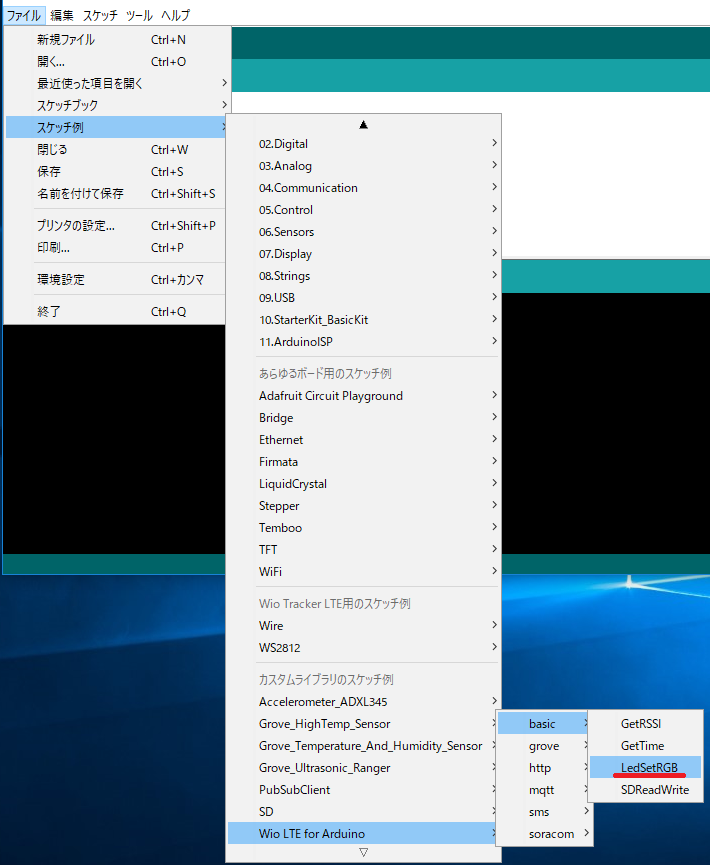 ファイル 編集 スケッチ ツール ヘルプ
新規ファイル Ctrl+N
開く... Ctrl+O
最近使った項目を開く
スケッチブック
スケッチ例
閉じる Ctrl+W
保存 Ctrl+S
名前を付けて保存 Ctrl+Shift+S
プリンタの設定... Ctrl+Shift+P
印刷... Ctrl+P
環境設定 Ctrl+カンマ
終了 Ctrl+Q
02.Digital
03.Analog
04.Communication
05.Control
06.Sensors
07.Display
08.Strings
09.USB
10.StarterKit_BasicKit
11.ArduinoISP
あらゆるボード用のスケッチ例
Adafruit Circuit Playground
Bridge
Ethernet
Firmata
LiquidCrystal
Stepper
Temboo
TFT
WiFi
Wio Tracker LTE用のスケッチ例
Wire
WS2812
カスタムライブラリのスケッチ例
Accelerometer_ADXL345
Grove_HighTemp_Sensor
Grove_Temperature_And_Humidity_Sensor
Grove_Ultrasonic_Ranger
PubSubClient
SD
Wio LTE for Arduino
basic
grove
http
mqtt
sms
soracom
GetRSSI
GetTime
LedSetRGB
SDReadWrite